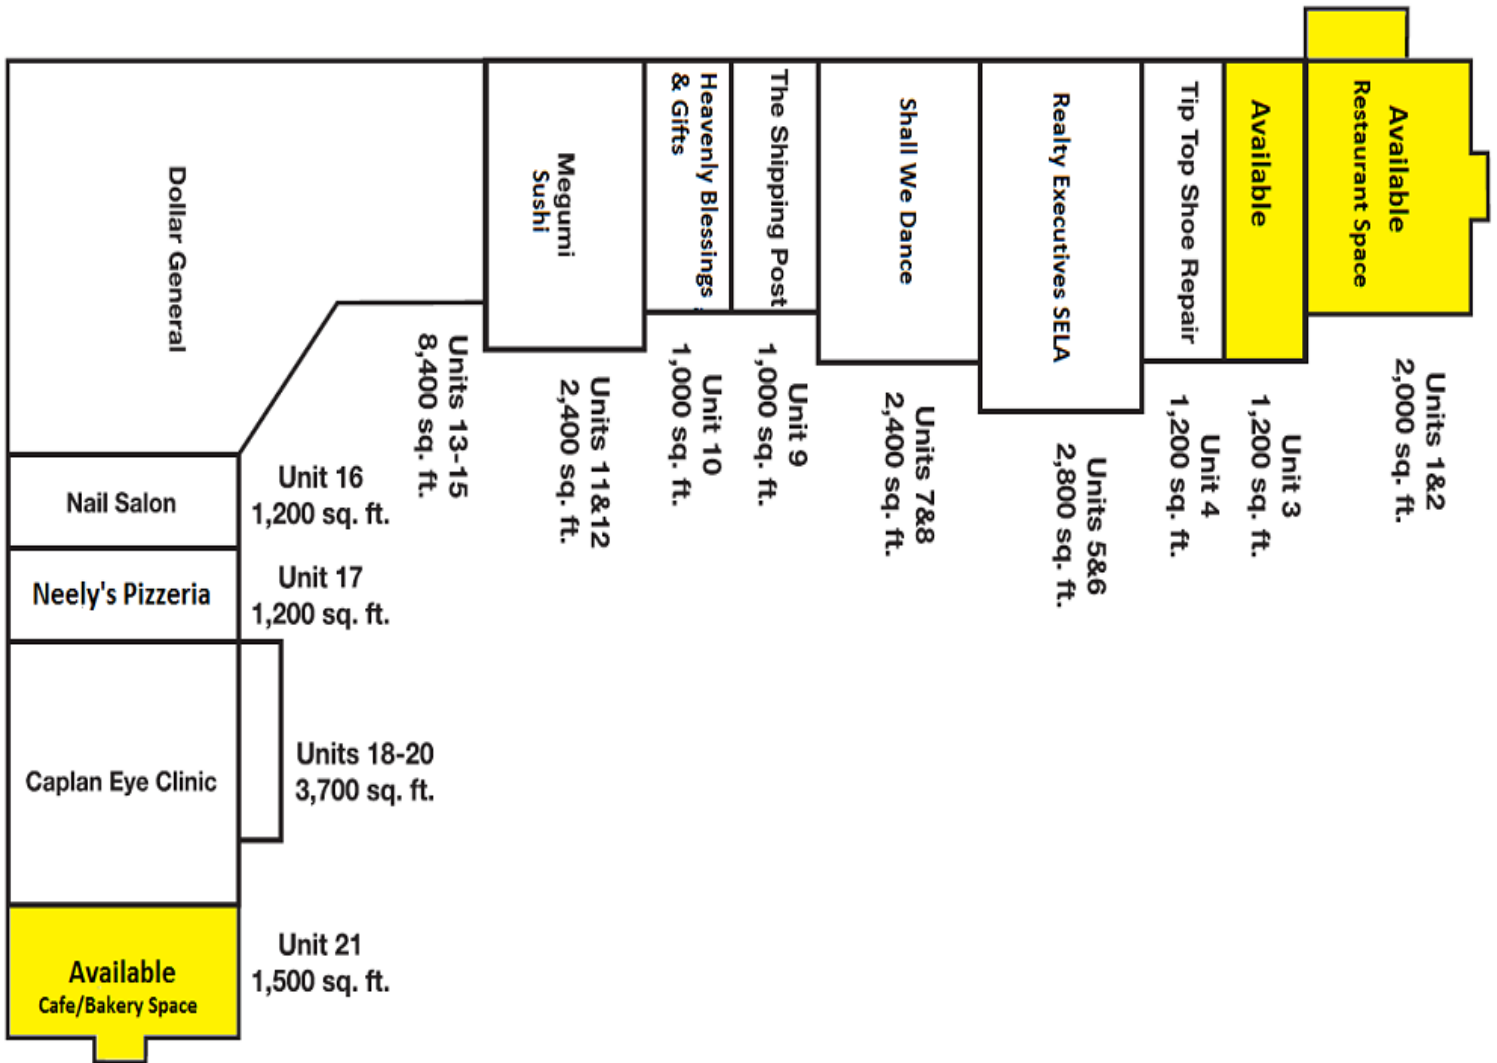 Dollar General
Units 13-15
8,400 sq. ft.
Megumi
Sushi
Units 11&12
2,400 sq. ft.
Heavenly Blessings
& Gifts
Unit 10
1,000 sq. ft.
The Shipping Post
Unit 9
1,000 sq. ft.
Shall We Dance
Units 7&8
2,400 sq. ft.
Realty Executives SELA
Units 5&6
2,800 sq. ft.
Tip Top Shoe Repair
Unit 4
1,200 sq. ft.
Available
Unit 3
1,200 sq. ft.
Available
Restaurant Space
Units 1&2
2,000 sq. ft.
Nail Salon
Unit 16
1,200 sq. ft.
Neely's Pizzeria
Unit 17
1,200 sq. ft.
Caplan Eye Clinic
Units 18-20
3,700 sq. ft.
Available
Cafe/Bakery Space
Unit 21
1,500 sq. ft.